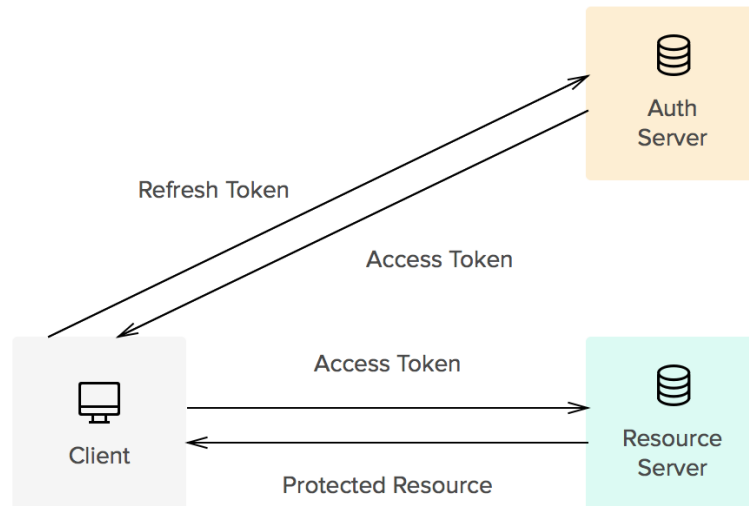 Auth
Server
Refresh Token
Access Token
Access Token
Client
Resource
Server
Protected Resource